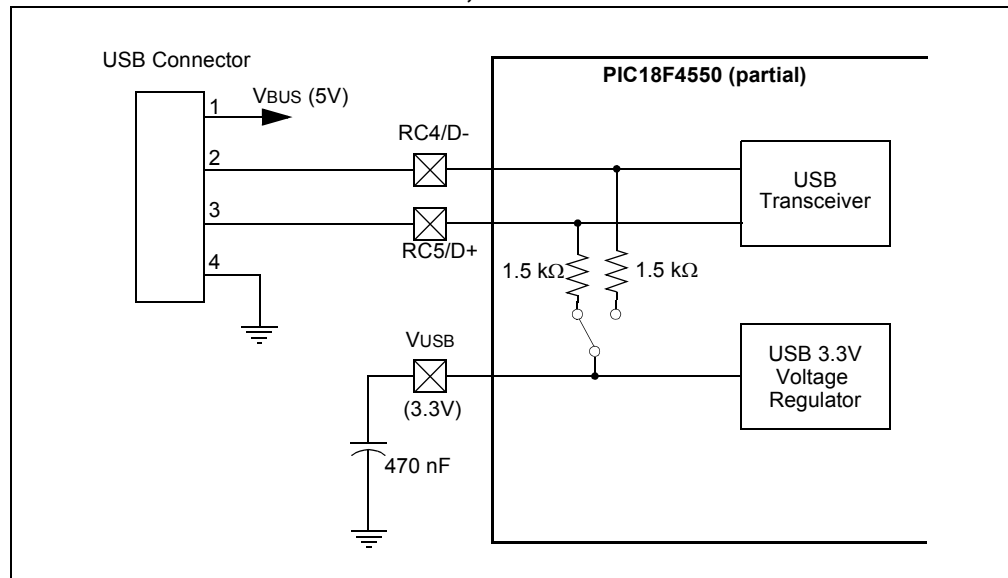 USB Connector
PIC18F4550 (partial)
1
VBUS (5V)
RC4/D-
2
USB
Transceiver
3
RC5/D+
1.5 kΩ
1.5 kΩ
4
VUSB
(3.3V)
USB 3.3V
Voltage
Regulator
470 nF